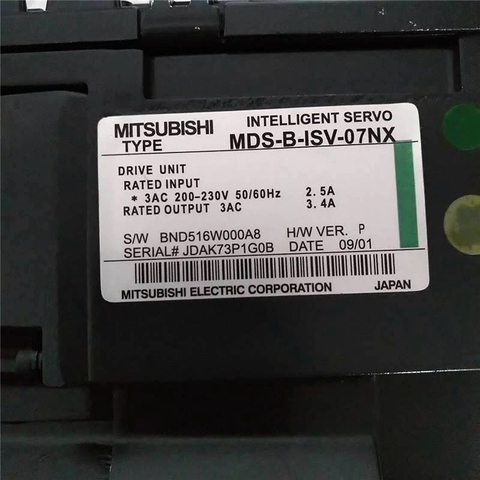 MITSUBISHI INTELLIGENT SERVO
TYPE MDS-B-ISV-07NX
DRIVE UNIT
RATED INPUT
* 3AC 200-230V 50/60Hz 2.5A
RATED OUTPUT 3AC 3.4A
S/W BND516W000A8 H/W VER. P
SERIAL# JDAK73P1G0B DATE 09/01
MITSUBISHI ELECTRIC CORPORATION JAPAN